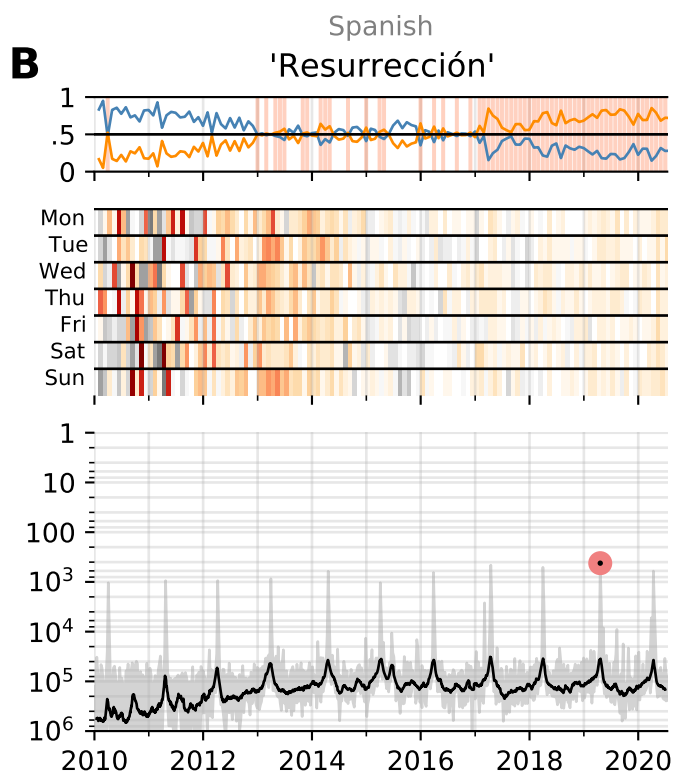 Spanish
B
'Resurrección'
1
.5
0
Mon
Tue
Wed
Thu
Fri
Sat
Sun
1
10
100
10³
10⁴
10⁵
10⁶
2010 2012 2014 2016 2018 2020